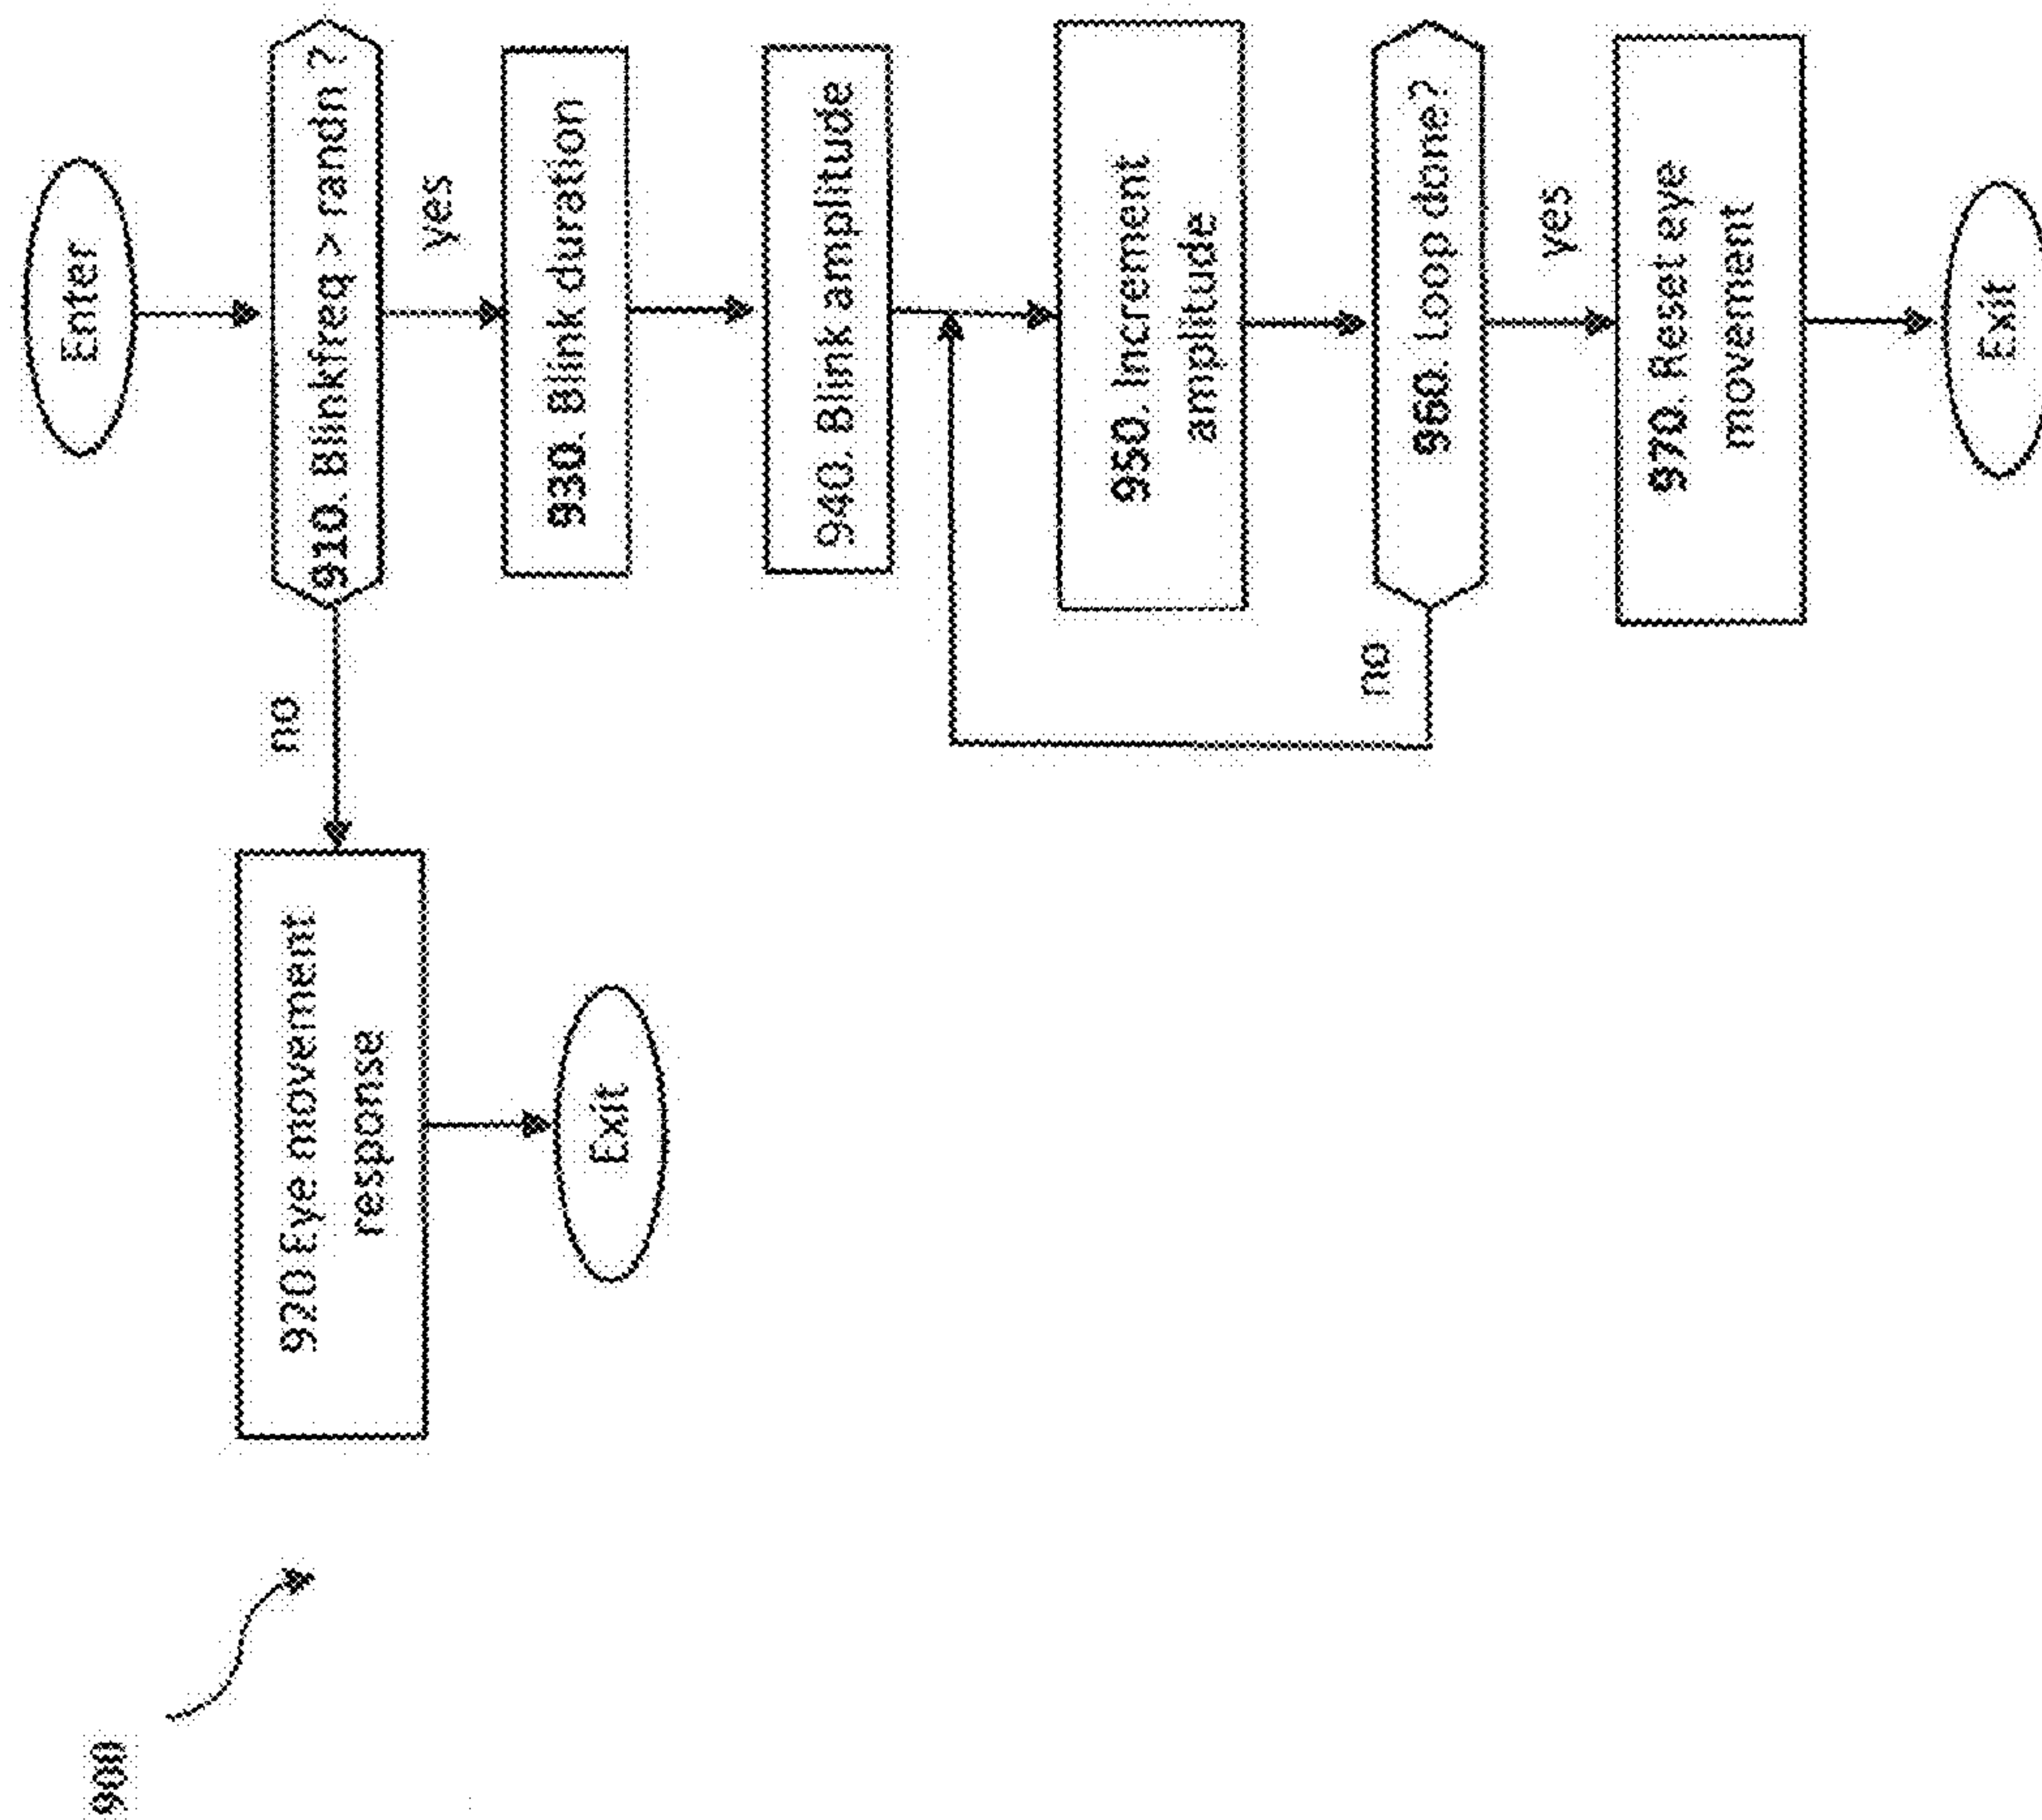 900
Enter
910. Blinkfreq > randn ?
no
yes
920 Eye movement
response
Exit
930. Blink duration
940. Blink amplitude
950. Increment
amplitude
960. Loop done?
no
yes
970. Reset eye
movement
Exit